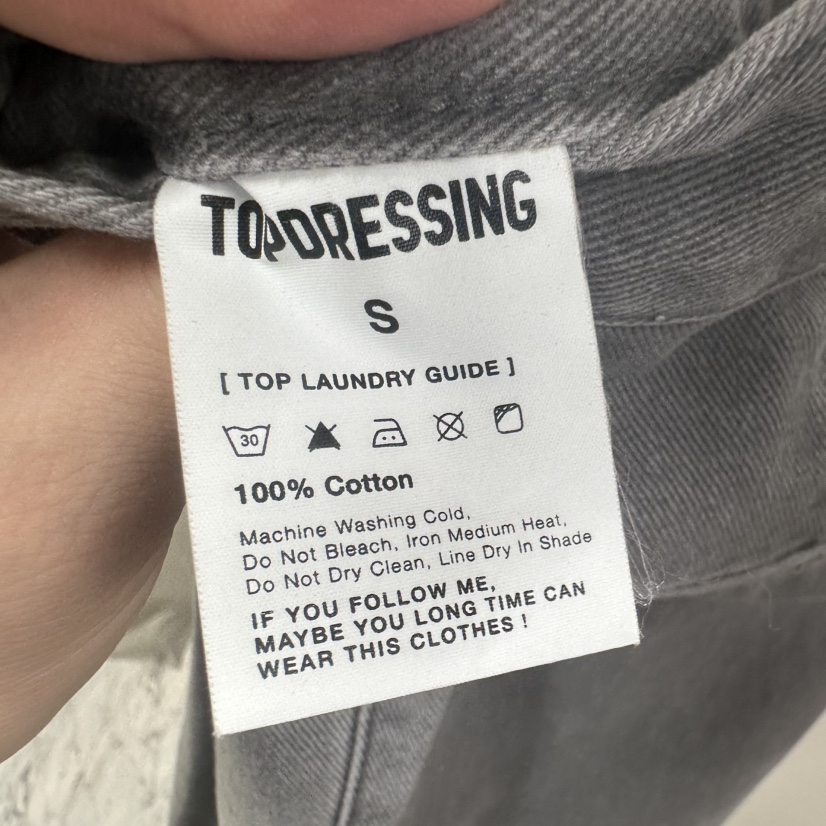 TOPDRESSING
S
[ TOP LAUNDRY GUIDE ]
30
100% Cotton
Machine Washing Cold,
Do Not Bleach, Iron Medium Heat,
Do Not Dry Clean, Line Dry In Shade
IF YOU FOLLOW ME,
MAYBE YOU LONG TIME CAN
WEAR THIS CLOTHES !